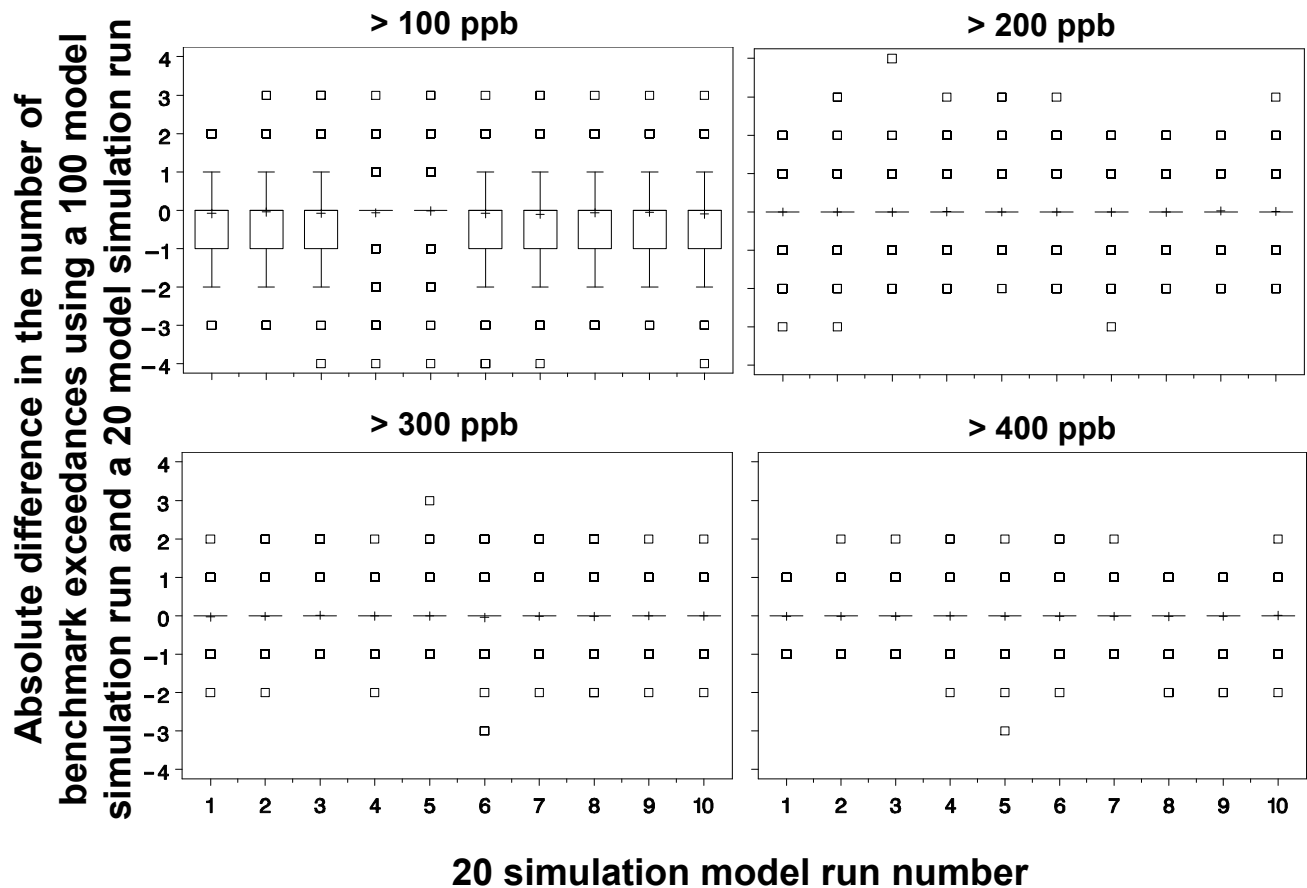 Absolute difference in the number of
benchmark exceedances using a 100 model
simulation run and a 20 model simulation run
> 100 ppb
4
3
2
1
0
−1
−2
−3
−4
> 200 ppb
> 300 ppb
4
3
2
1
0
−1
−2
−3
−4
1 2 3 4 5 6 7 8 9 10
> 400 ppb
1 2 3 4 5 6 7 8 9 10
20 simulation model run number